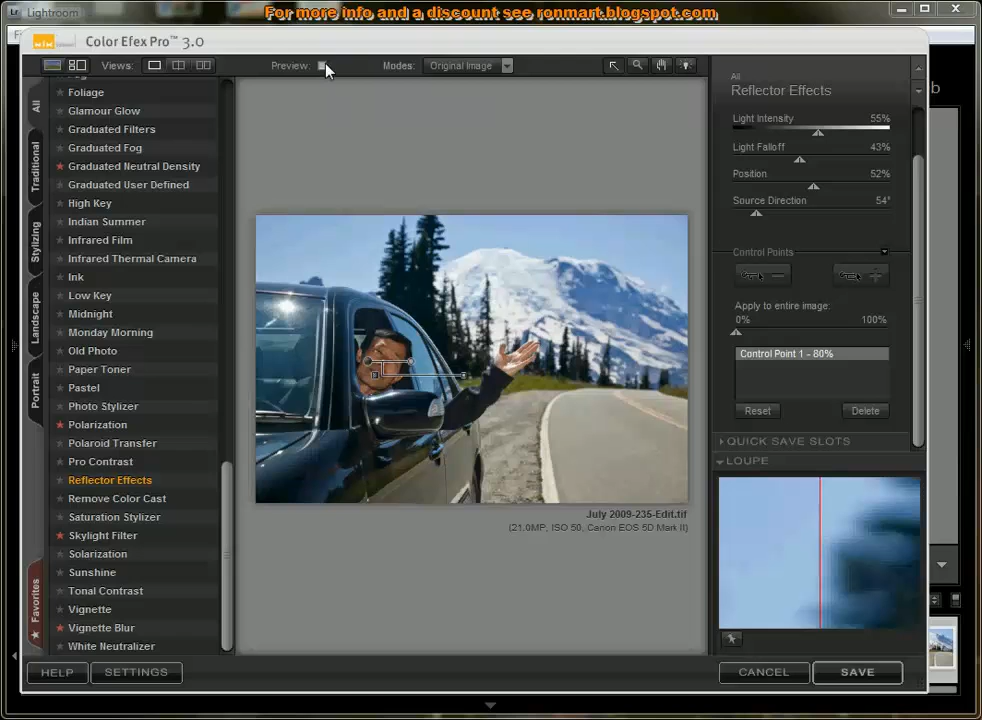 For more info and a discount see ronmart.blogspot.com
Lr Lightroom
Color Efex Pro™ 3.0
Views:
Preview:
Modes:
Original Image
All
Traditional
Stylizing
Landscape
Portrait
Favorites
Foliage
Glamour Glow
Graduated Filters
Graduated Fog
Graduated Neutral Density
Graduated User Defined
High Key
Indian Summer
Infrared Film
Infrared Thermal Camera
Ink
Low Key
Midnight
Monday Morning
Old Photo
Paper Toner
Pastel
Photo Stylizer
Polarization
Polaroid Transfer
Pro Contrast
Reflector Effects
Remove Color Cast
Saturation Stylizer
Skylight Filter
Solarization
Sunshine
Tonal Contrast
Vignette
Vignette Blur
White Neutralizer
July 2009-235-Edit.tif
(21.0MP, ISO 50, Canon EOS 5D Mark II)
All
Reflector Effects
Light Intensity 55%
Light Falloff 43%
Position 52%
Source Direction 54°
Control Points
Apply to entire image:
0% 100%
Control Point 1 - 80%
Reset Delete
QUICK SAVE SLOTS
LOUPE
HELP SETTINGS CANCEL SAVE